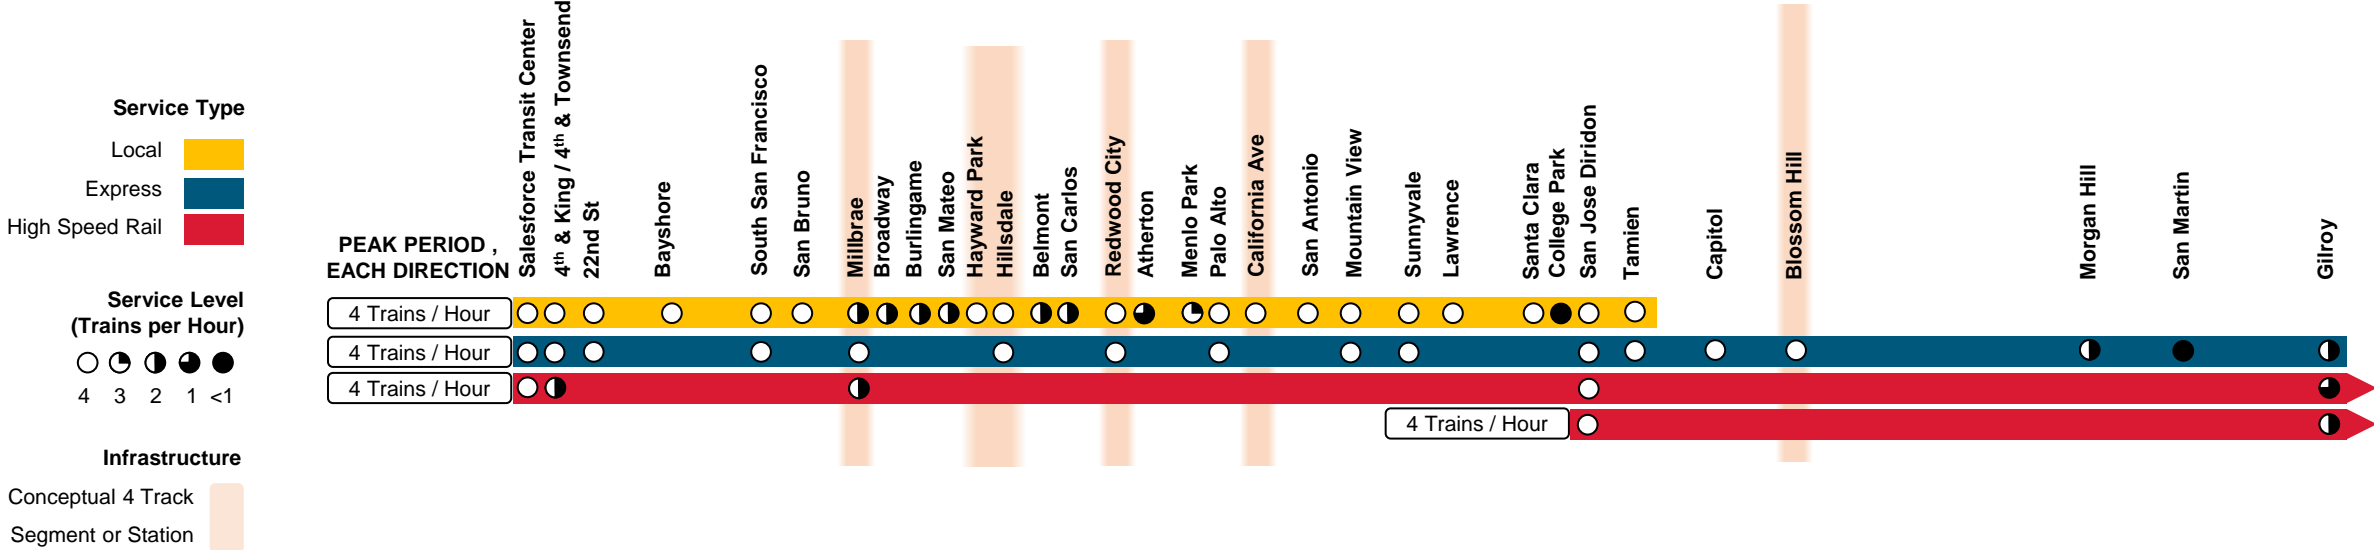 Service Type
Local
Express
High Speed Rail
Service Level
(Trains per Hour)
4 3 2 1 <1
Infrastructure
Conceptual 4 Track
Segment or Station
PEAK PERIOD ,
EACH DIRECTION
Salesforce Transit Center
4th & King / 4th & Townsend
22nd St
Bayshore
South San Francisco
San Bruno
Millbrae
Broadway
Burlingame
San Mateo
Hayward Park
Hillsdale
Belmont
San Carlos
Redwood City
Atherton
Menlo Park
Palo Alto
California Ave
San Antonio
Mountain View
Sunnyvale
Lawrence
Santa Clara
College Park
San Jose Diridon
Tamien
Capitol
Blossom Hill
Morgan Hill
San Martin
Gilroy
4 Trains / Hour
4 Trains / Hour
4 Trains / Hour
4 Trains / Hour